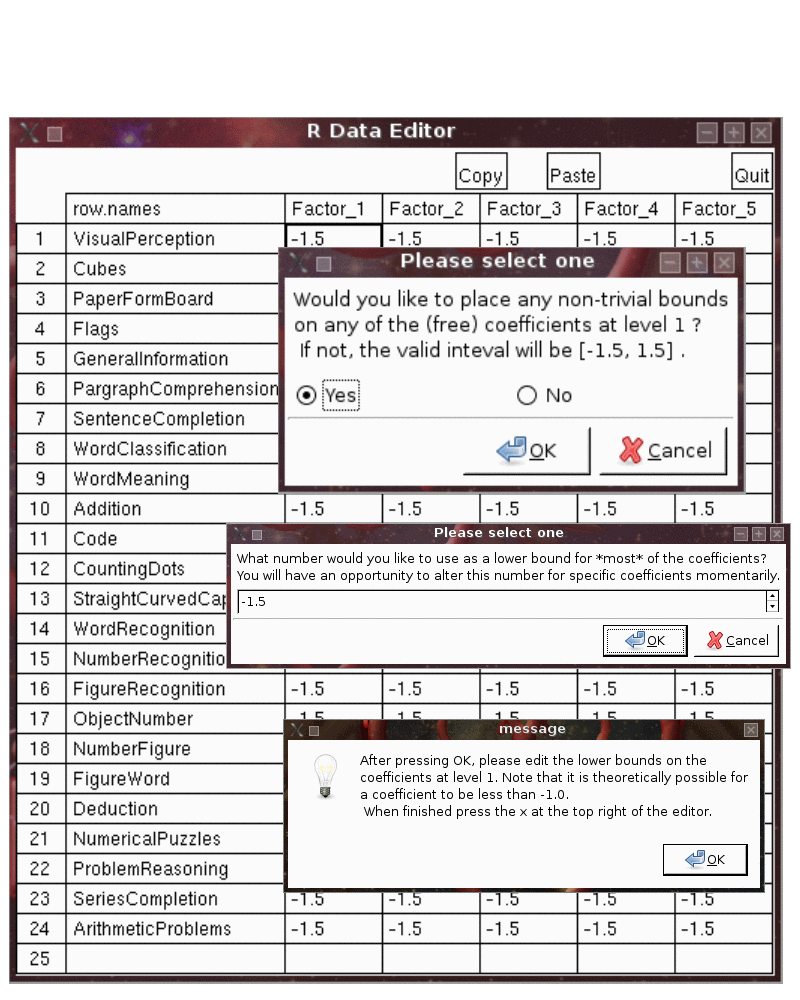 R Data Editor
Copy Paste Quit
row.names Factor_1 Factor_2 Factor_3 Factor_4 Factor_5
1 VisualPerception -1.5 -1.5 -1.5 -1.5 -1.5
2 Cubes
3 PaperFormBoard
4 Flags
5 GeneralInformation
6 PargraphComprehension
7 SentenceCompletion
8 WordClassification
9 WordMeaning
Please select one
Would you like to place any non-trivial bounds
on any of the (free) coefficients at level 1 ?
If not, the valid inteval will be [-1.5, 1.5] .
Yes No
OK Cancel
10 Addition -1.5 -1.5 -1.5 -1.5 -1.5
11 Code
12 CountingDots
13 StraightCurvedCap
14 WordRecognition
15 NumberRecognitio
Please select one
What number would you like to use as a lower bound for *most* of the coefficients?
You will have an opportunity to alter this number for specific coefficients momentarily.
-1.5
OK Cancel
16 FigureRecognition -1.5 -1.5 -1.5 -1.5 -1.5
17 ObjectNumber -1.5 -1.5 -1.5 -1.5 -1.5
18 NumberFigure
19 FigureWord
20 Deduction
21 NumericalPuzzles
22 ProblemReasoning
message
After pressing OK, please edit the lower bounds on the
coefficients at level 1. Note that it is theoretically possible for
a coefficient to be less than -1.0.
When finished press the x at the top right of the editor.
OK
23 SeriesCompletion -1.5 -1.5 -1.5 -1.5 -1.5
24 ArithmeticProblems -1.5 -1.5 -1.5 -1.5 -1.5
25